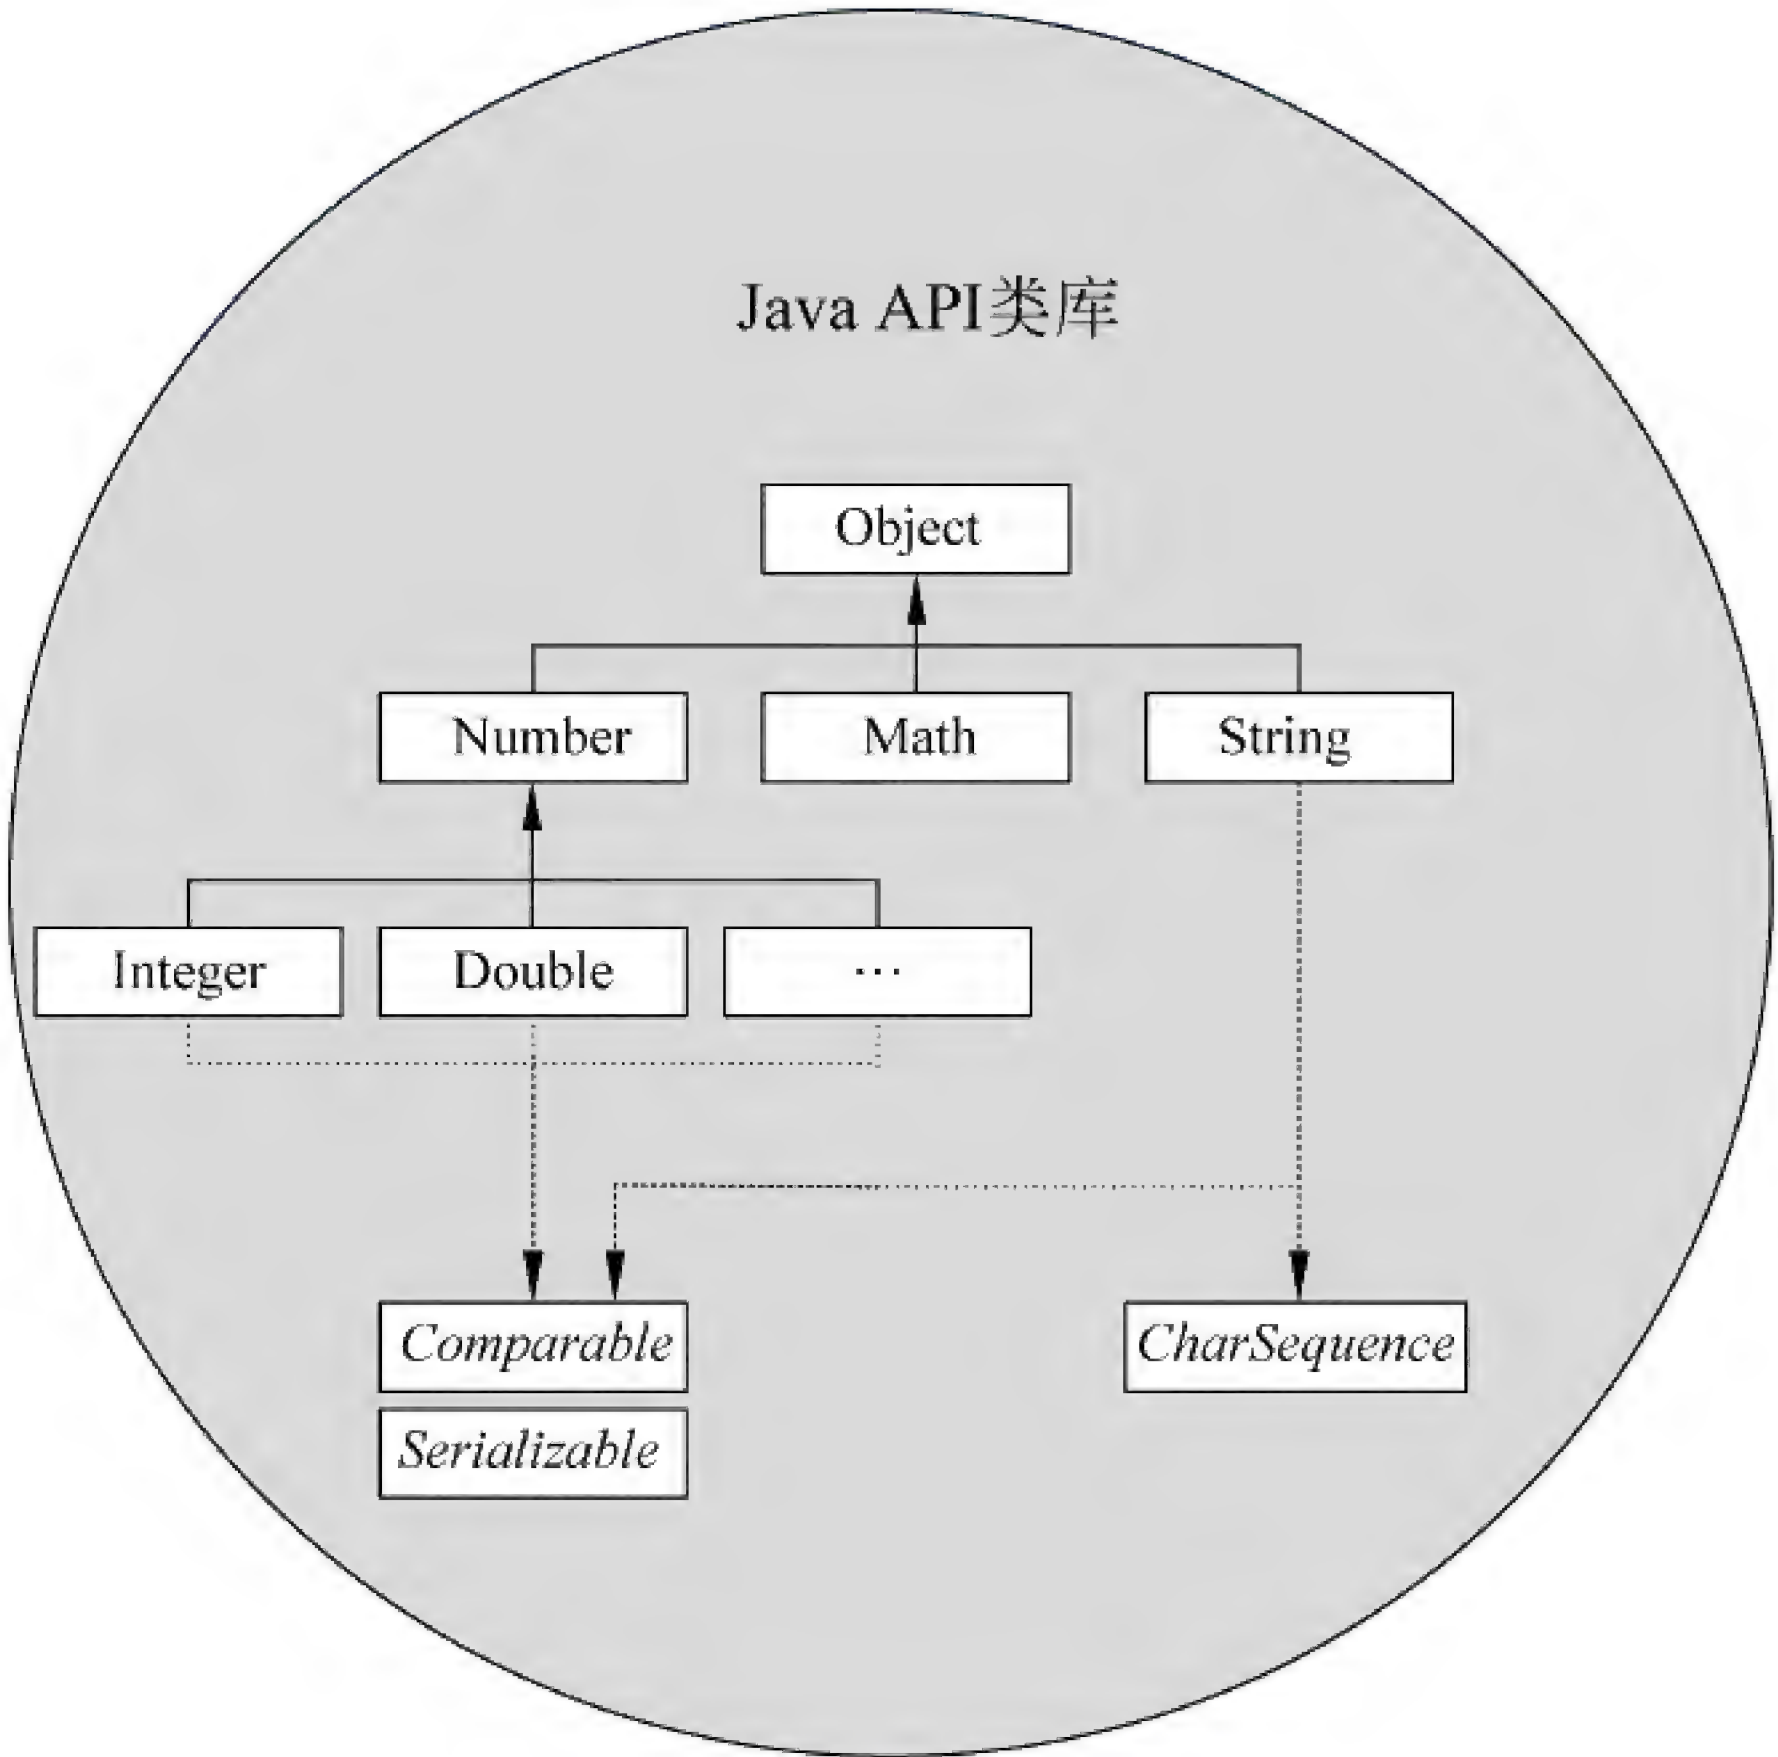 Java API类库
Object
Number
Math
String
Integer
Double
...
Comparable
CharSequence
Serializable